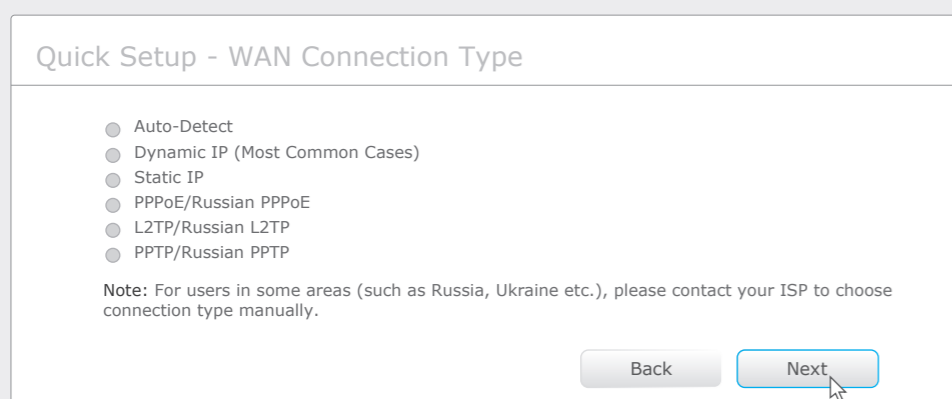 Quick Setup - WAN Connection Type
Auto-Detect
Dynamic IP (Most Common Cases)
Static IP
PPPoE/Russian PPPoE
L2TP/Russian L2TP
PPTP/Russian PPTP
Note: For users in some areas (such as Russia, Ukraine etc.), please contact your ISP to choose
connection type manually.
Back Next